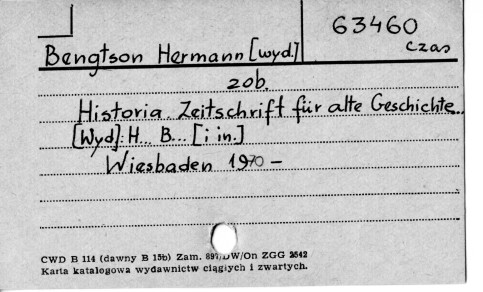 63460
czas
Bengtson Hermann [wyd.]
zob.
Historia. Zeitschrift für alte Geschichte.
[Wyd]: H... B... [i in.]
Wiesbaden 1970 –
CWD B 114 (dawny B 15b) Zam. 897/DW/On ZGG 2542
Karta katalogowa wydawnictw ciągłych i zwartych.